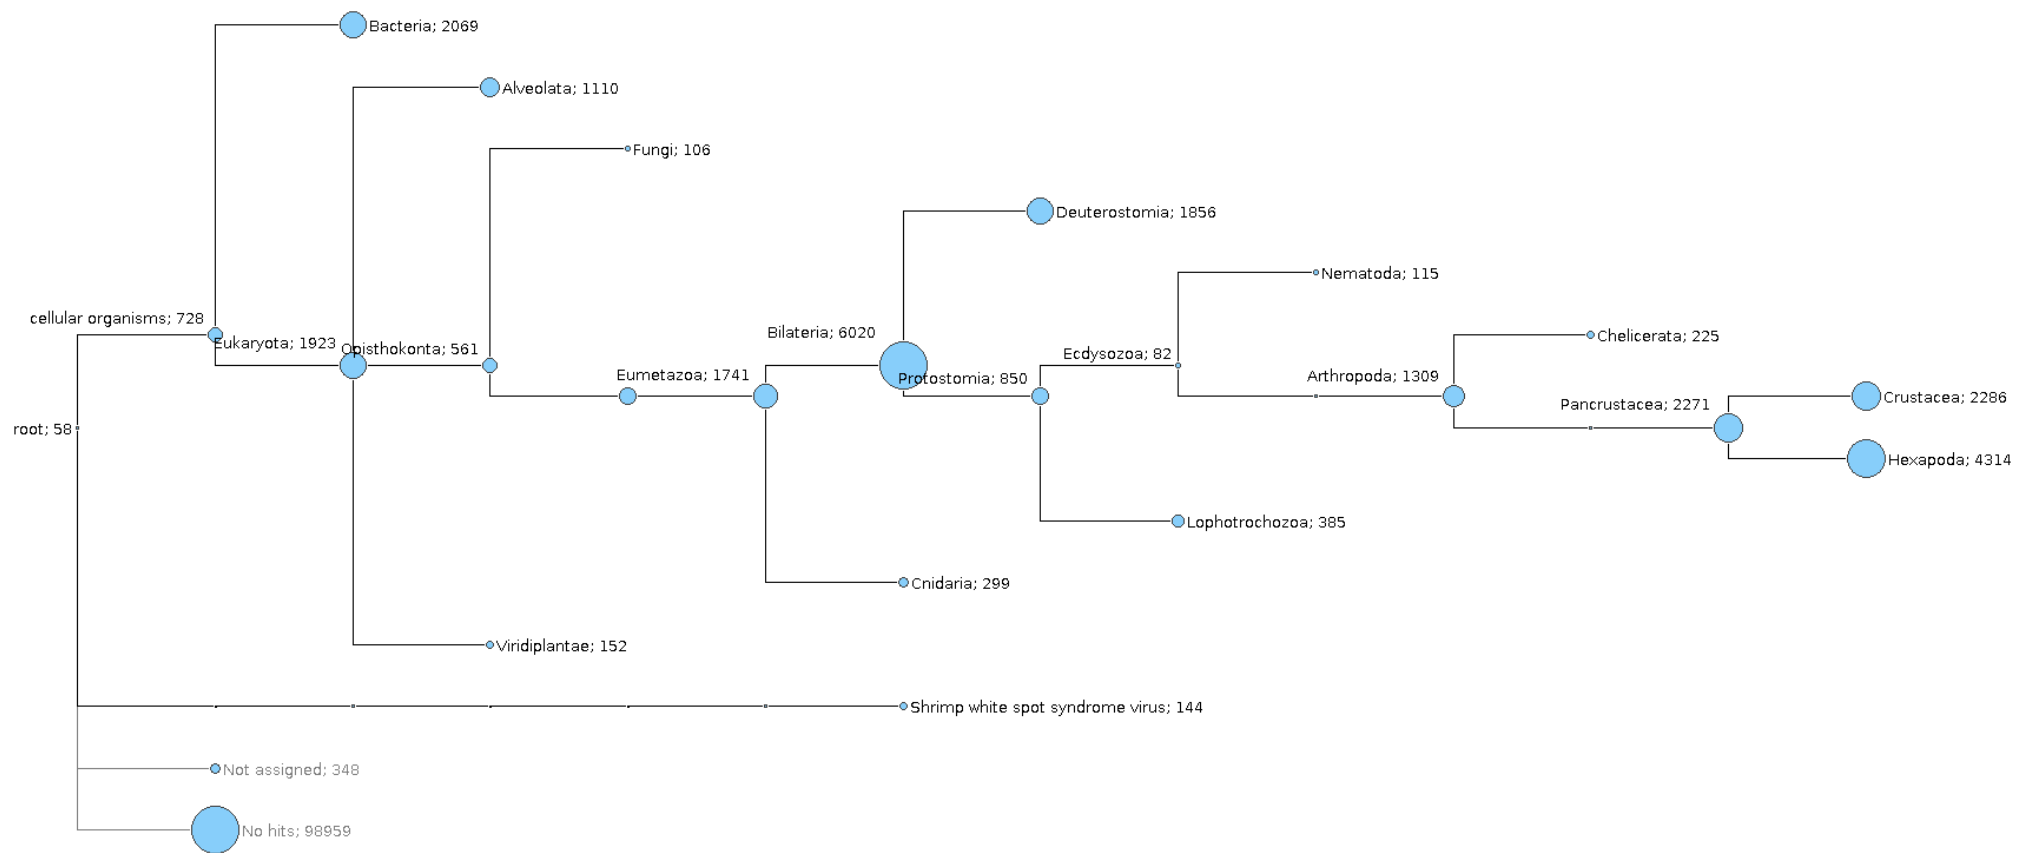 Bacteria; 2069
Alveolata; 1110
Fungi; 106
Deuterostomia; 1856
Nematoda; 115
cellular organisms; 728
Bilateria; 6020
Chelicerata; 225
Eukaryota; 1923
Opisthokonta; 561
Ecdysozoa; 82
Eumetazoa; 1741
Protostomia; 850
Arthropoda; 1309
Crustacea; 2286
Pancrustacea; 2271
root; 58
Hexapoda; 4314
Lophotrochozoa; 385
Cnidaria; 299
Viridiplantae; 152
Shrimp white spot syndrome virus; 144
Not assigned; 348
No hits; 98959